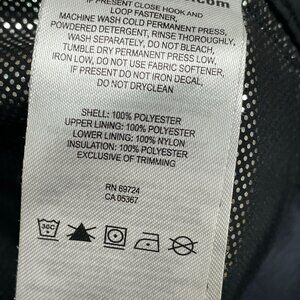 .com
IF PRESENT CLOSE HOOK AND
LOOP FASTENER,
MACHINE WASH COLD PERMANENT PRESS,
POWDERED DETERGENT, RINSE THOROUGHLY,
WASH SEPARATELY, DO NOT BLEACH,
TUMBLE DRY PERMANENT PRESS LOW,
IRON LOW, DO NOT USE FABRIC SOFTENER,
IF PRESENT DO NOT IRON DECAL,
DO NOT DRYCLEAN
SHELL: 100% POLYESTER
UPPER LINING: 100% POLYESTER
LOWER LINING: 100% NYLON
INSULATION: 100% POLYESTER
EXCLUSIVE OF TRIMMING
RN 89724
CA 05367
30C